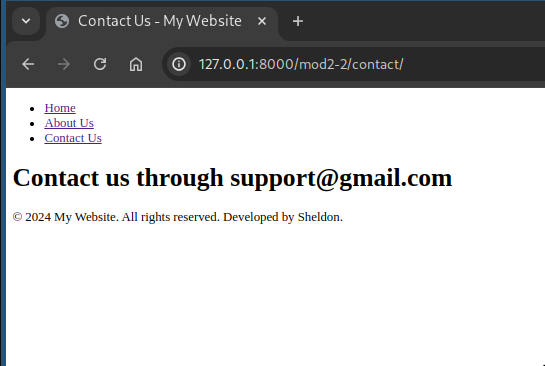 Contact Us - My Website
127.0.0.1:8000/mod2-2/contact/
Home
About Us
Contact Us
Contact us through support@gmail.com
© 2024 My Website. All rights reserved. Developed by Sheldon.